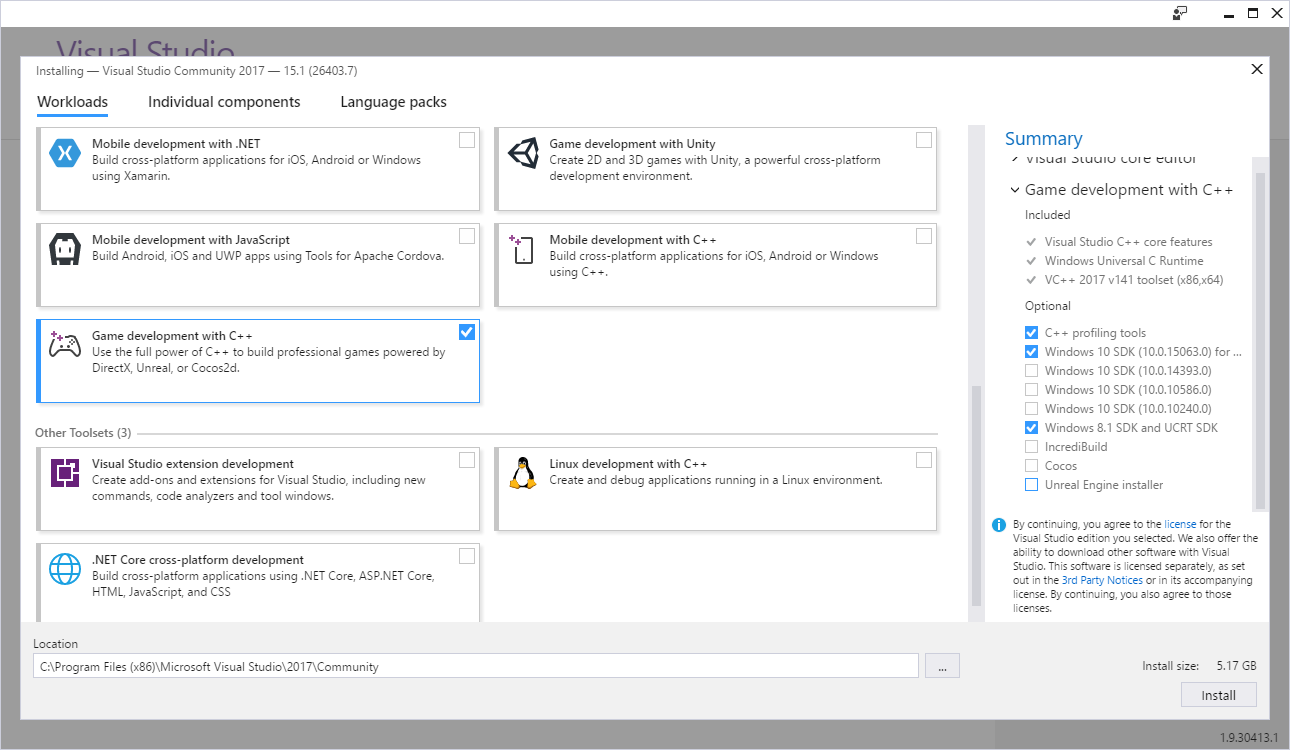 Visual Studio
Installing — Visual Studio Community 2017 — 15.1 (26403.7)
Workloads
Individual components
Language packs
Mobile development with .NET
Build cross-platform applications for iOS, Android or Windows
using Xamarin.
Game development with Unity
Create 2D and 3D games with Unity, a powerful cross-platform
development environment.
Mobile development with JavaScript
Build Android, iOS and UWP apps using Tools for Apache Cordova.
Mobile development with C++
Build cross-platform applications for iOS, Android or Windows
using C++.
Game development with C++
Use the full power of C++ to build professional games powered by
DirectX, Unreal, or Cocos2d.
Other Toolsets (3)
Visual Studio extension development
Create add-ons and extensions for Visual Studio, including new
commands, code analyzers and tool windows.
Linux development with C++
Create and debug applications running in a Linux environment.
.NET Core cross-platform development
Build cross-platform applications using .NET Core, ASP.NET Core,
HTML, JavaScript, and CSS
Summary
Visual Studio core editor
Game development with C++
Included
Visual Studio C++ core features
Windows Universal C Runtime
VC++ 2017 v141 toolset (x86,x64)
Optional
C++ profiling tools
Windows 10 SDK (10.0.15063.0) for ...
Windows 10 SDK (10.0.14393.0)
Windows 10 SDK (10.0.10586.0)
Windows 10 SDK (10.0.10240.0)
Windows 8.1 SDK and UCRT SDK
IncrediBuild
Cocos
Unreal Engine installer
By continuing, you agree to the license for the
Visual Studio edition you selected. We also offer the
ability to download other software with Visual
Studio. This software is licensed separately, as set
out in the 3rd Party Notices or in its accompanying
license. By continuing, you also agree to those
licenses.
Location
C:\Program Files (x86)\Microsoft Visual Studio\2017\Community
...
Install size: 5.17 GB
Install
1.9.30413.1